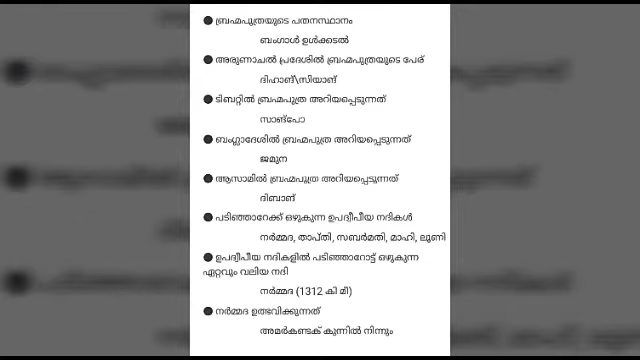 ● ബ്രഹ്മപുത്രയുടെ പതനസ്ഥാനം
ബംഗാൾ ഉൾക്കടൽ
● അരുണാചൽ പ്രദേശിൽ ബ്രഹ്മപുത്രയുടെ പേര്
ദിഹാങ്\സിയാങ്
● ടിബറ്റിൽ ബ്രഹ്മപുത്ര അറിയപ്പെടുന്നത്
സാങ്പോ
● ബംഗ്ലാദേശിൽ ബ്രഹ്മപുത്ര അറിയപ്പെടുന്നത്
ജമുന
● ആസാമിൽ ബ്രഹ്മപുത്ര അറിയപ്പെടുന്നത്
ദിബാങ്
● പടിഞ്ഞാറേക്ക് ഒഴുകുന്ന ഉപദ്വീപീയ നദികൾ
നർമ്മദ, താപ്തി, സബർമതി, മാഹി, ലൂണി
● ഉപദ്വീപീയ നദികളിൽ പടിഞ്ഞാറോട്ട് ഒഴുകുന്ന
ഏറ്റവും വലിയ നദി
നർമ്മദ (1312 കി മീ)
● നർമ്മദ ഉത്ഭവിക്കുന്നത്
അമർകണ്ടക് കുന്നിൽ നിന്നും